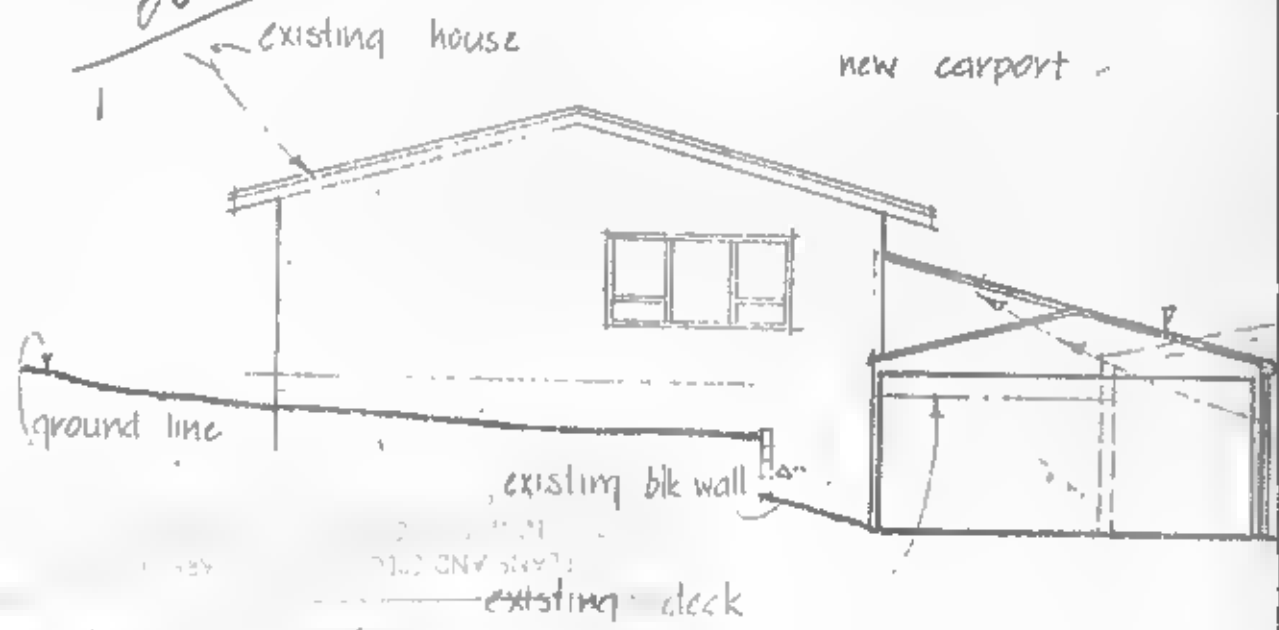 existing house
new carport
ground line
existing blk wall
existing deck